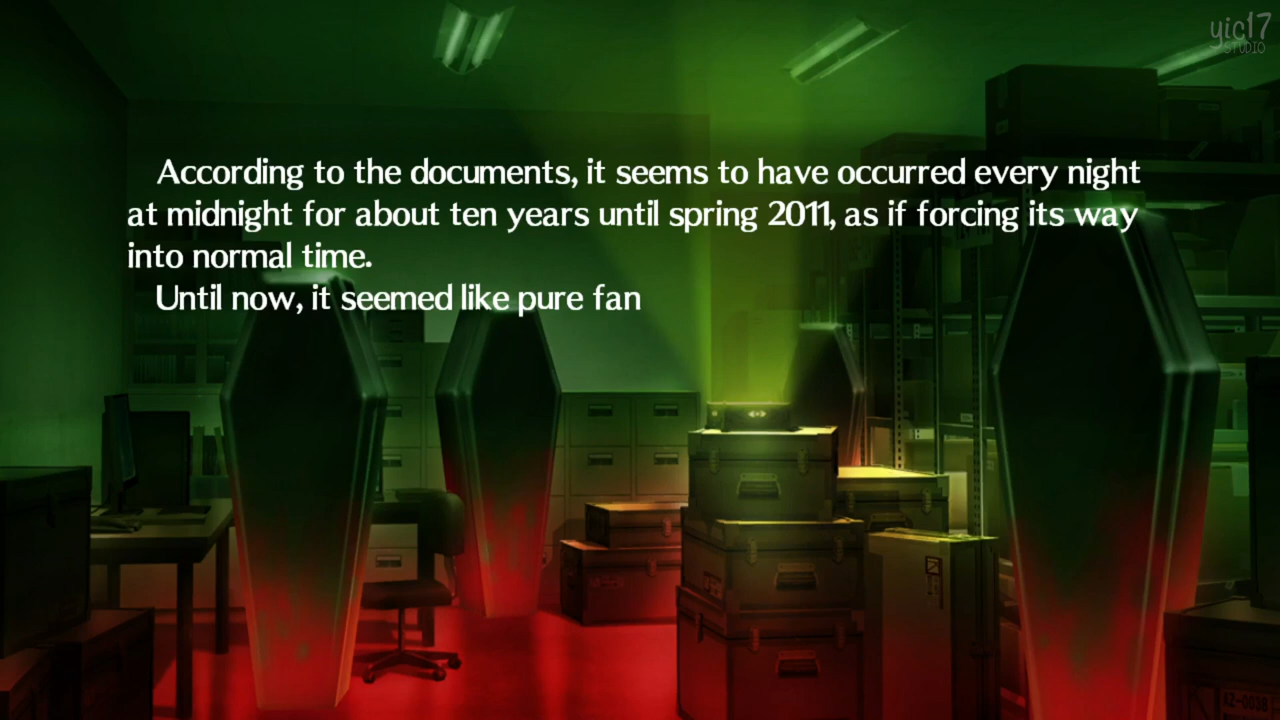 yic17
STUDIO
According to the documents, it seems to have occurred every night
at midnight for about ten years until spring 2011, as if forcing its way
into normal time.
Until now, it seemed like pure fan